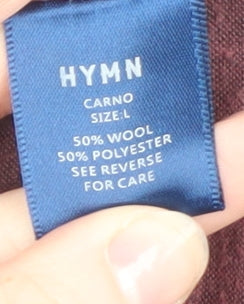 HYMN
CARNO
SIZE:L
50% WOOL
50% POLYESTER
SEE REVERSE
FOR CARE